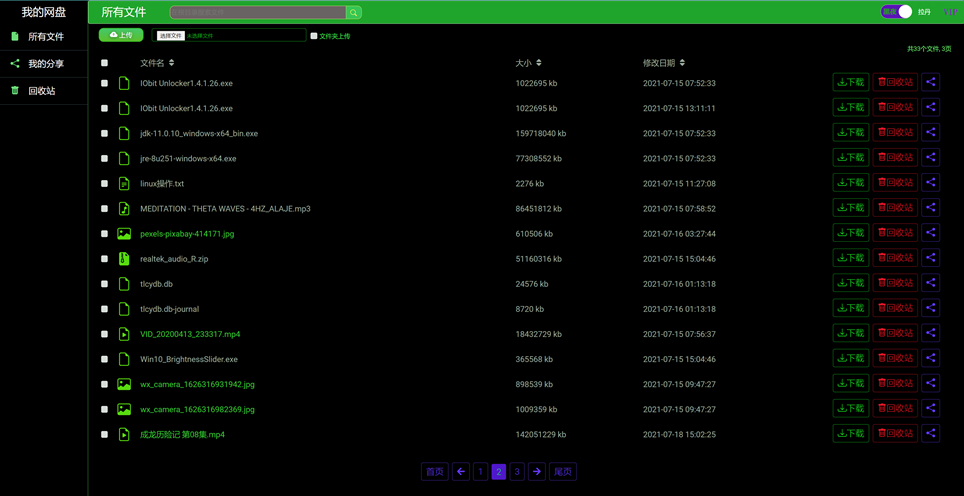 我的网盘
所有文件
我的分享
回收站
所有文件
黑夜
拉丹
VIP
上传
选择文件 未选择文件
文件夹上传
共33个文件, 3页
文件名 大小 修改日期
IObit Unlocker1.4.1.26.exe 1022695 kb 2021-07-15 07:52:33 下载 回收站
IObit Unlocker1.4.1.26.exe 1022695 kb 2021-07-15 13:11:11 下载 回收站
jdk-11.0.10_windows-x64_bin.exe 159718040 kb 2021-07-15 07:52:33 下载 回收站
jre-8u251-windows-x64.exe 77308552 kb 2021-07-15 07:52:33 下载 回收站
linux操作.txt 2276 kb 2021-07-15 11:27:08 下载 回收站
MEDITATION - THETA WAVES - 4HZ_ALAJE.mp3 86451812 kb 2021-07-15 07:58:52 下载 回收站
pexels-pixabay-414171.jpg 610506 kb 2021-07-16 03:27:44 下载 回收站
realtek_audio_R.zip 51160316 kb 2021-07-15 15:04:46 下载 回收站
tlcydb.db 24576 kb 2021-07-16 01:13:18 下载 回收站
tlcydb.db-journal 8720 kb 2021-07-16 01:13:18 下载 回收站
VID_20200413_233317.mp4 18432729 kb 2021-07-15 07:56:37 下载 回收站
Win10_BrightnessSlider.exe 365568 kb 2021-07-15 15:04:46 下载 回收站
wx_camera_1626316931942.jpg 898539 kb 2021-07-15 09:47:27 下载 回收站
wx_camera_1626316982369.jpg 1009359 kb 2021-07-15 09:47:27 下载 回收站
成龙历险记 第08集.mp4 142051229 kb 2021-07-18 15:02:25 下载 回收站
首页 1 2 3 尾页